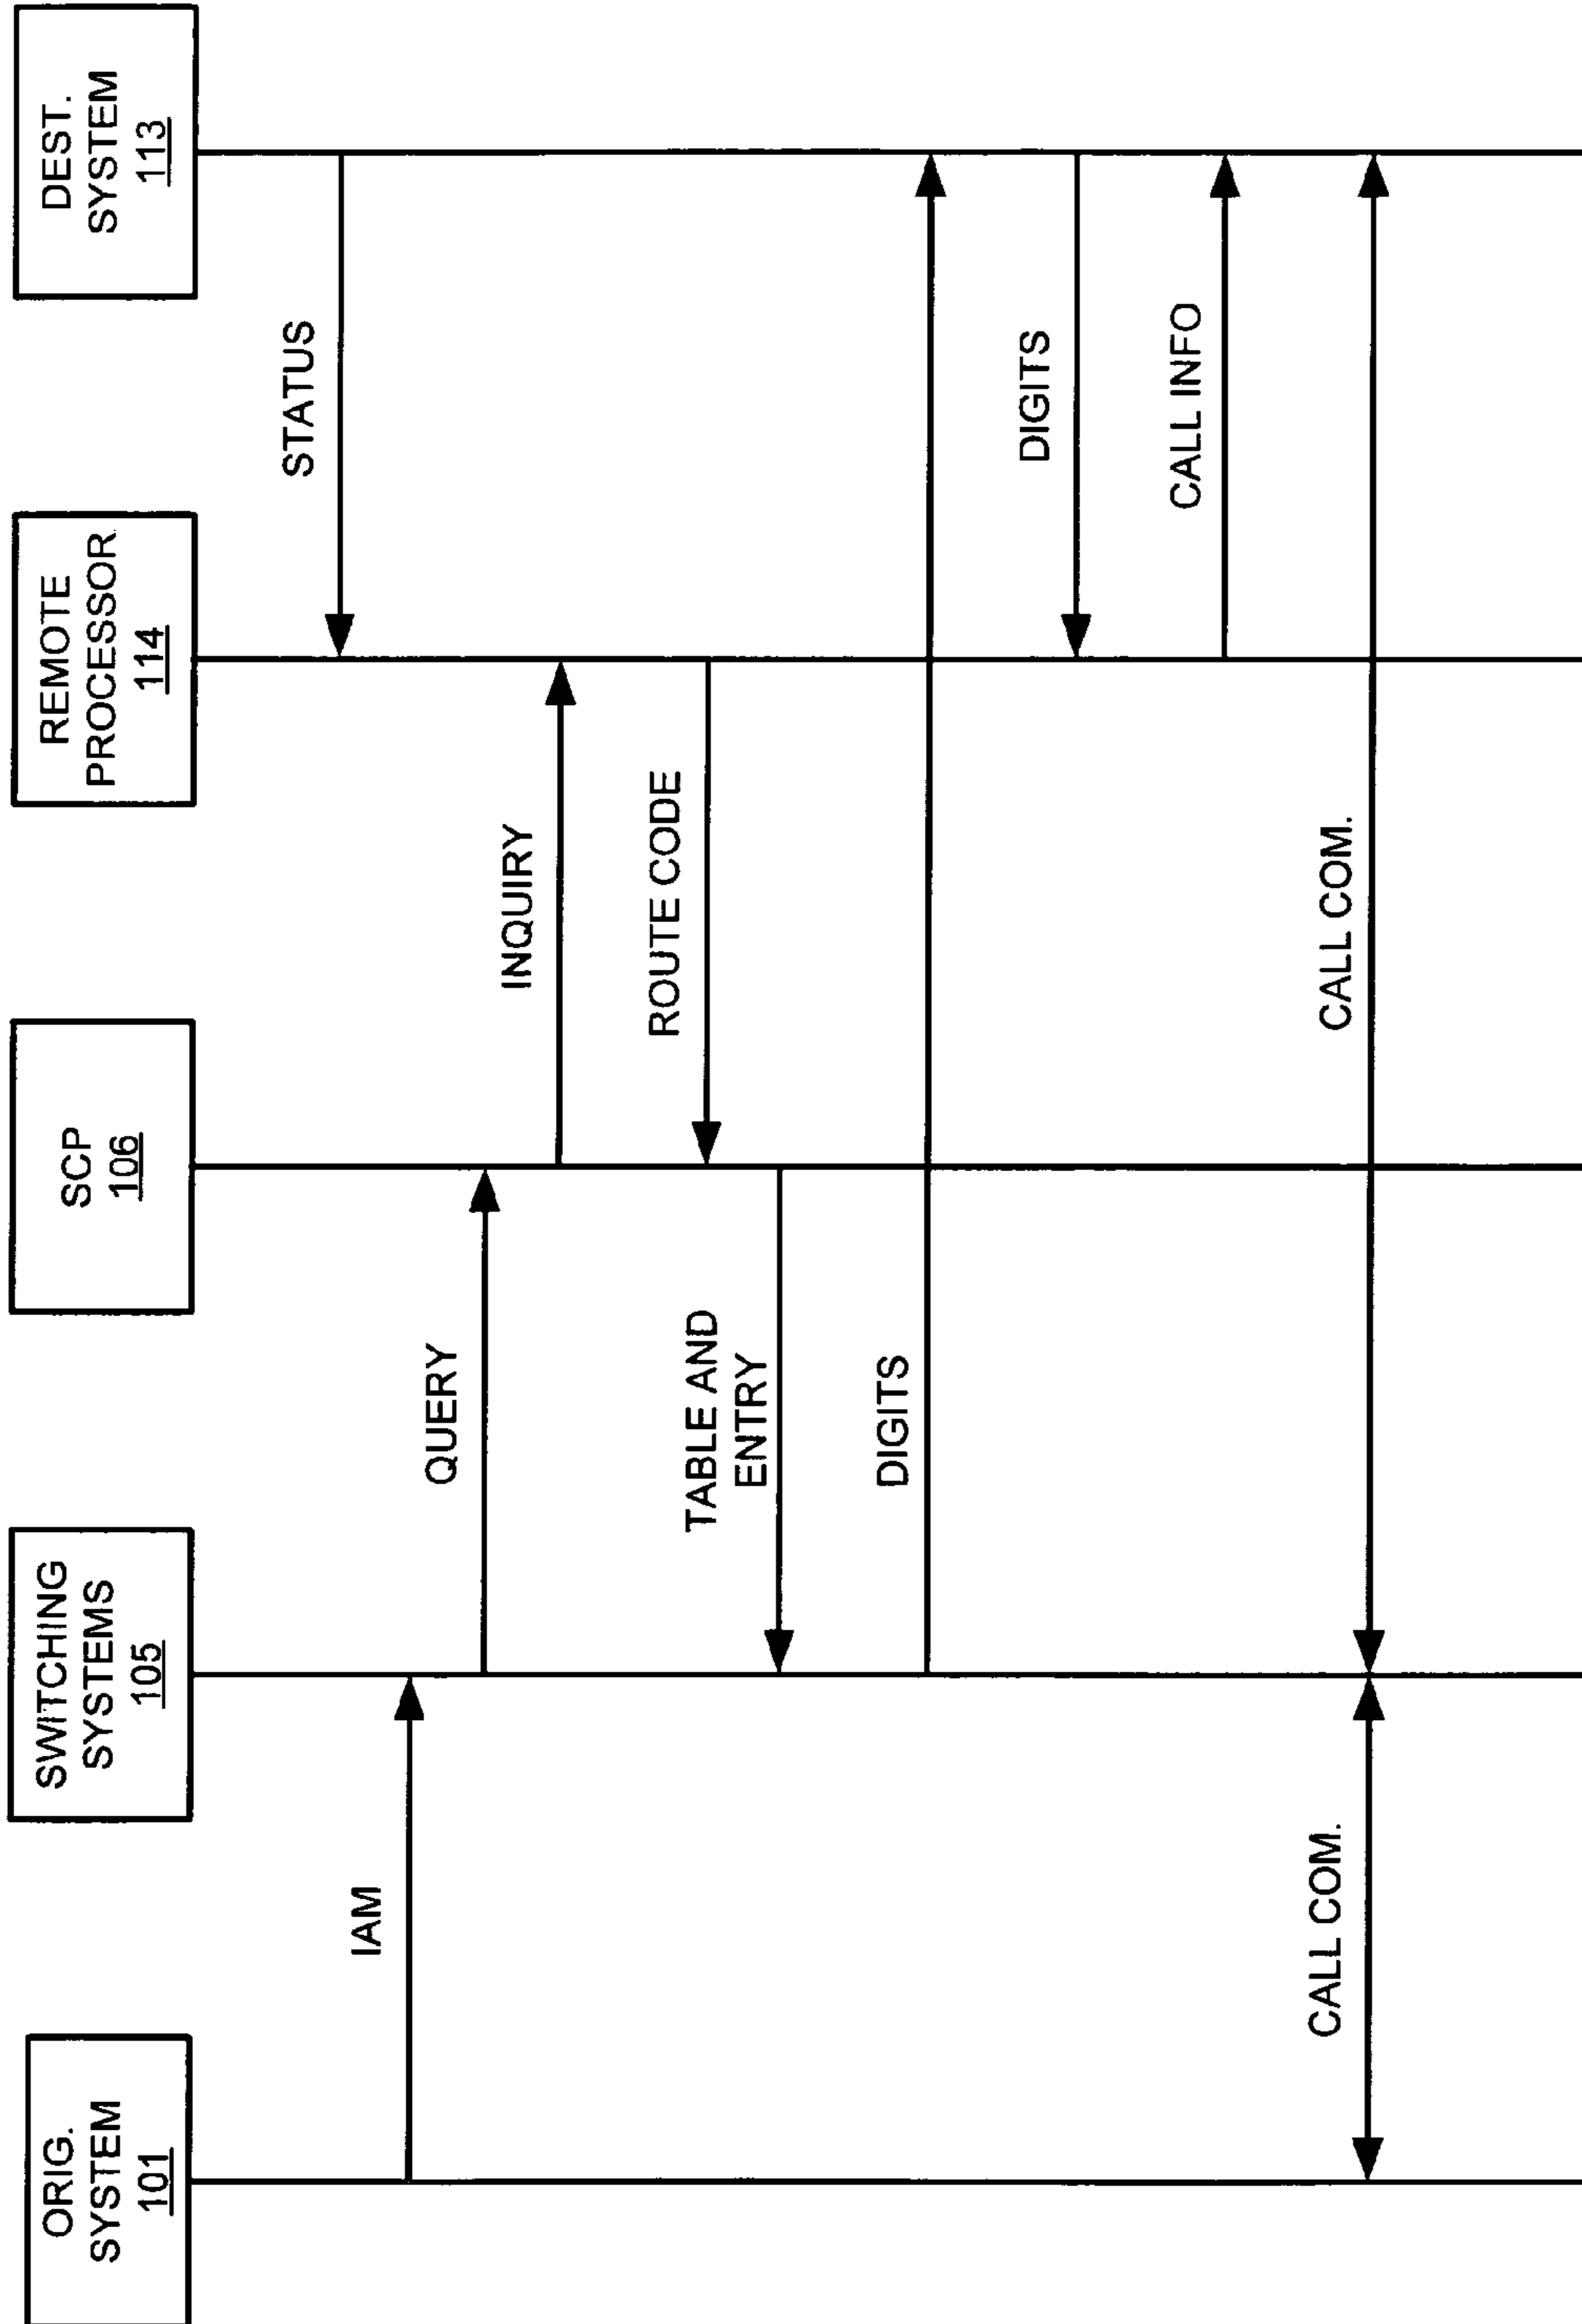 ORIG.
SYSTEM
101
SWITCHING
SYSTEMS
105
SCP
106
REMOTE
PROCESSOR
114
DEST.
SYSTEM
113
STATUS
IAM
QUERY
INQUIRY
ROUTE CODE
TABLE AND
ENTRY
DIGITS
DIGITS
CALL INFO
CALL COM.
CALL COM.